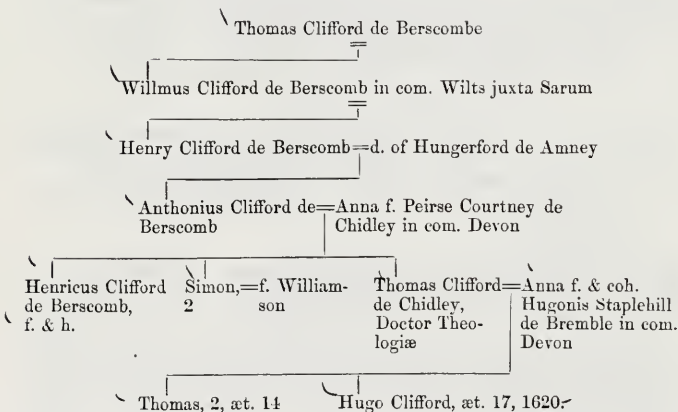 Thomas Clifford de Berscombe
Willmus Clifford de Berscomb in com. Wilts juxta Sarum
Henry Clifford de Berscomb=d. of Hungerford de Amney
Anthonius Clifford de=Anna f. Peirse Courtney de
Berscomb
Chidley in com. Devon
Henricus Clifford
de Berscomb,
f. & h.
Simon,=f. William-
2
son
Thomas Clifford=Anna f. & coh.
de Chidley,
Doctor Theo-
logiæ
Hugonis Staplehill
de Bremble in com.
Devon
Thomas, 2, æt. 14
Hugo Clifford, æt. 17, 1620.